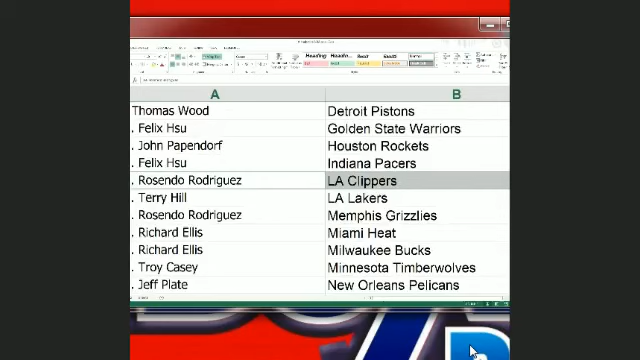 A B
Thomas Wood Detroit Pistons
. Felix Hsu Golden State Warriors
. John Papendorf Houston Rockets
. Felix Hsu Indiana Pacers
. Rosendo Rodriguez LA Clippers
. Terry Hill LA Lakers
. Rosendo Rodriguez Memphis Grizzlies
. Richard Ellis Miami Heat
. Richard Ellis Milwaukee Bucks
. Troy Casey Minnesota Timberwolves
. Jeff Plate New Orleans Pelicans